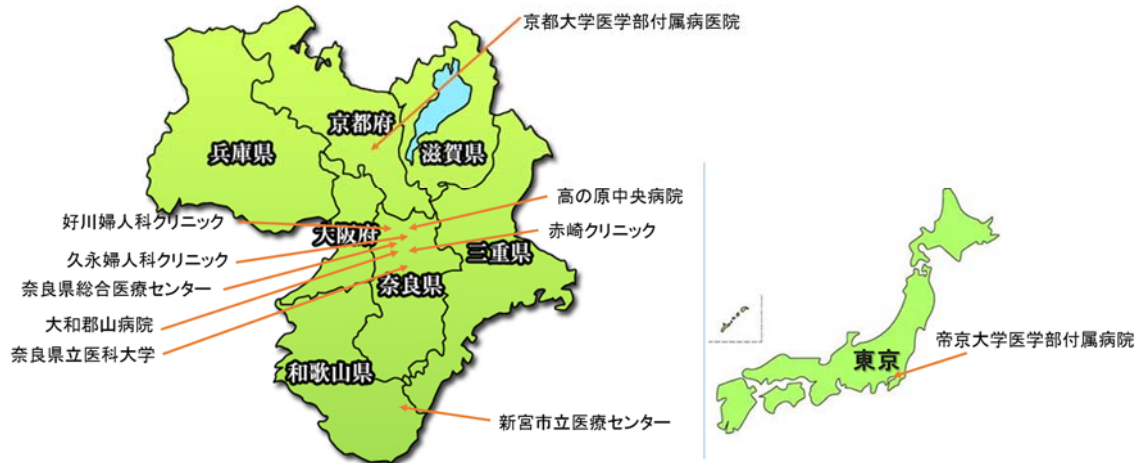 京都大学医学部付属病医院
京都府
兵庫県
滋賀県
高の原中央病院
好川婦人科クリニック
大阪府
赤崎クリニック
三重県
久永婦人科クリニック
奈良県総合医療センター
奈良県
大和郡山病院
奈良県立医科大学
和歌山県
新宮市立医療センター
帝京大学医学部付属病院
東京